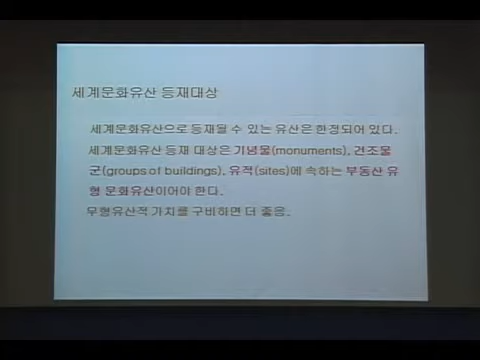 세계문화유산 등재대상
세계문화유산으로 등재될 수 있는 유산은 한정되어 있다.
세계문화유산 등재 대상은 기념물(monuments), 건조물
군(groups of buildings), 유적(sites)에 속하는 부동산 유
형 문화유산이어야 한다.
무형유산적 가치를 구비하면 더 좋음.